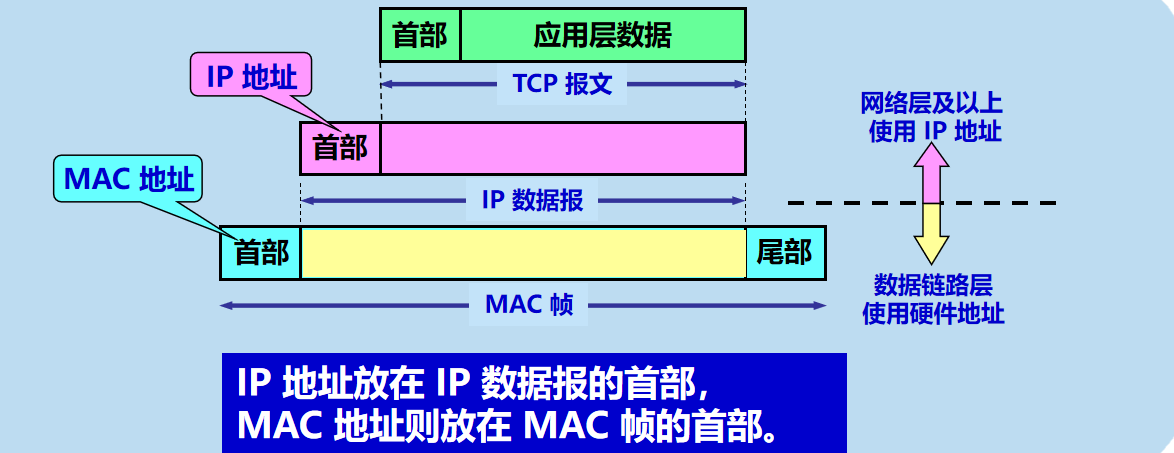 首部 应用层数据
IP 地址
TCP 报文
网络层及以上
使用 IP 地址
首部
MAC 地址
IP 数据报
首部 尾部
MAC 帧
数据链路层
使用硬件地址
IP 地址放在 IP 数据报的首部，
MAC 地址则放在 MAC 帧的首部。